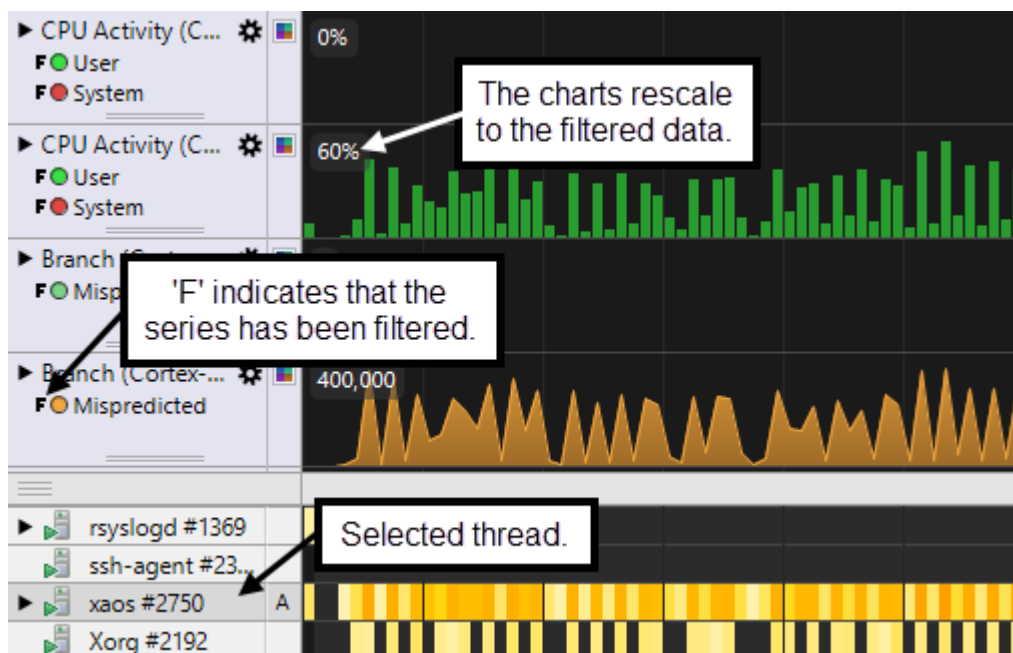 CPU Activity (C...
0%
F User
F System
The charts rescale
to the filtered data.
CPU Activity (C...
60%
F User
F System
Branch
F Misp
'F' indicates that the
series has been filtered.
Branch (Cortex-...
400,000
F Mispredicted
rsyslogd #1369
Selected thread.
ssh-agent #23...
xaos #2750
A
Xorg #2192